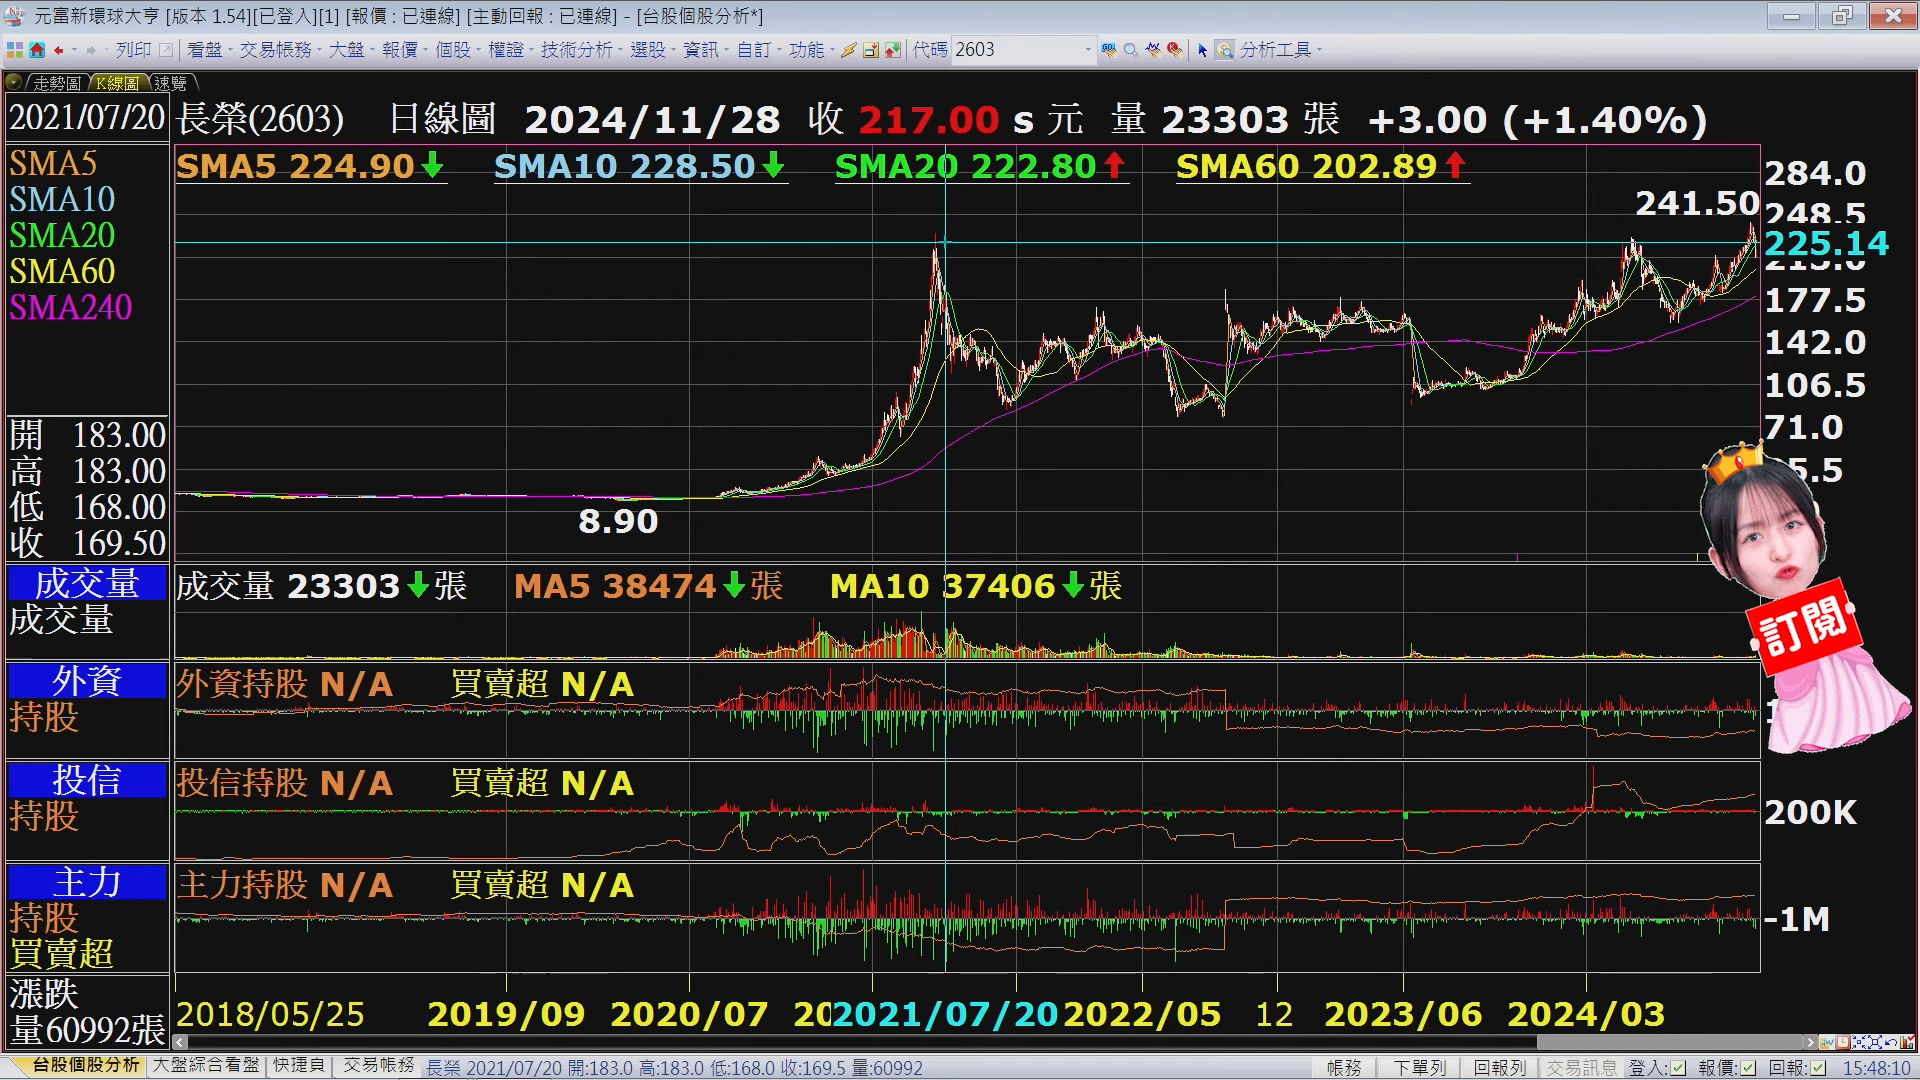 元富新環球大亨 [版本 1.54][已登入][1] [報價 : 已連線] [主動回報 : 已連線] - [台股個股分析*]
列印 看盤 交易帳務 大盤 報價 個股 權證 技術分析 選股 資訊 自訂 功能 代碼 2603 分析工具
走勢圖 K線圖 速覽
2021/07/20 長榮(2603) 日線圖 2024/11/28 收 217.00 s 元 量 23303 張 +3.00 (+1.40%)
SMA5 224.90 SMA10 228.50 SMA20 222.80 SMA60 202.89
SMA5
SMA10
SMA20
SMA60
SMA240
284.0
241.50
248.5
225.14
177.5
142.0
106.5
71.0
8.90
開 183.00
高 183.00
低 168.00
收 169.50
訂閱
成交量
成交量
成交量 23303 張 MA5 38474 張 MA10 37406 張
外資
持股
外資持股 N/A 買賣超 N/A
投信
持股
投信持股 N/A 買賣超 N/A
200K
主力
持股
買賣超
主力持股 N/A 買賣超 N/A
-1M
漲跌
量60992張
2018/05/25 2019/09 2020/07 2021/07/20 2022/05 12 2023/06 2024/03
台股個股分析 大盤綜合看盤 快捷頁 交易帳務 長榮 2021/07/20 開:183.0 高:183.0 低:168.0 收:169.5 量:60992 帳務 下單列 回報列 交易訊息 登入: 報價: 回報: 15:48:10